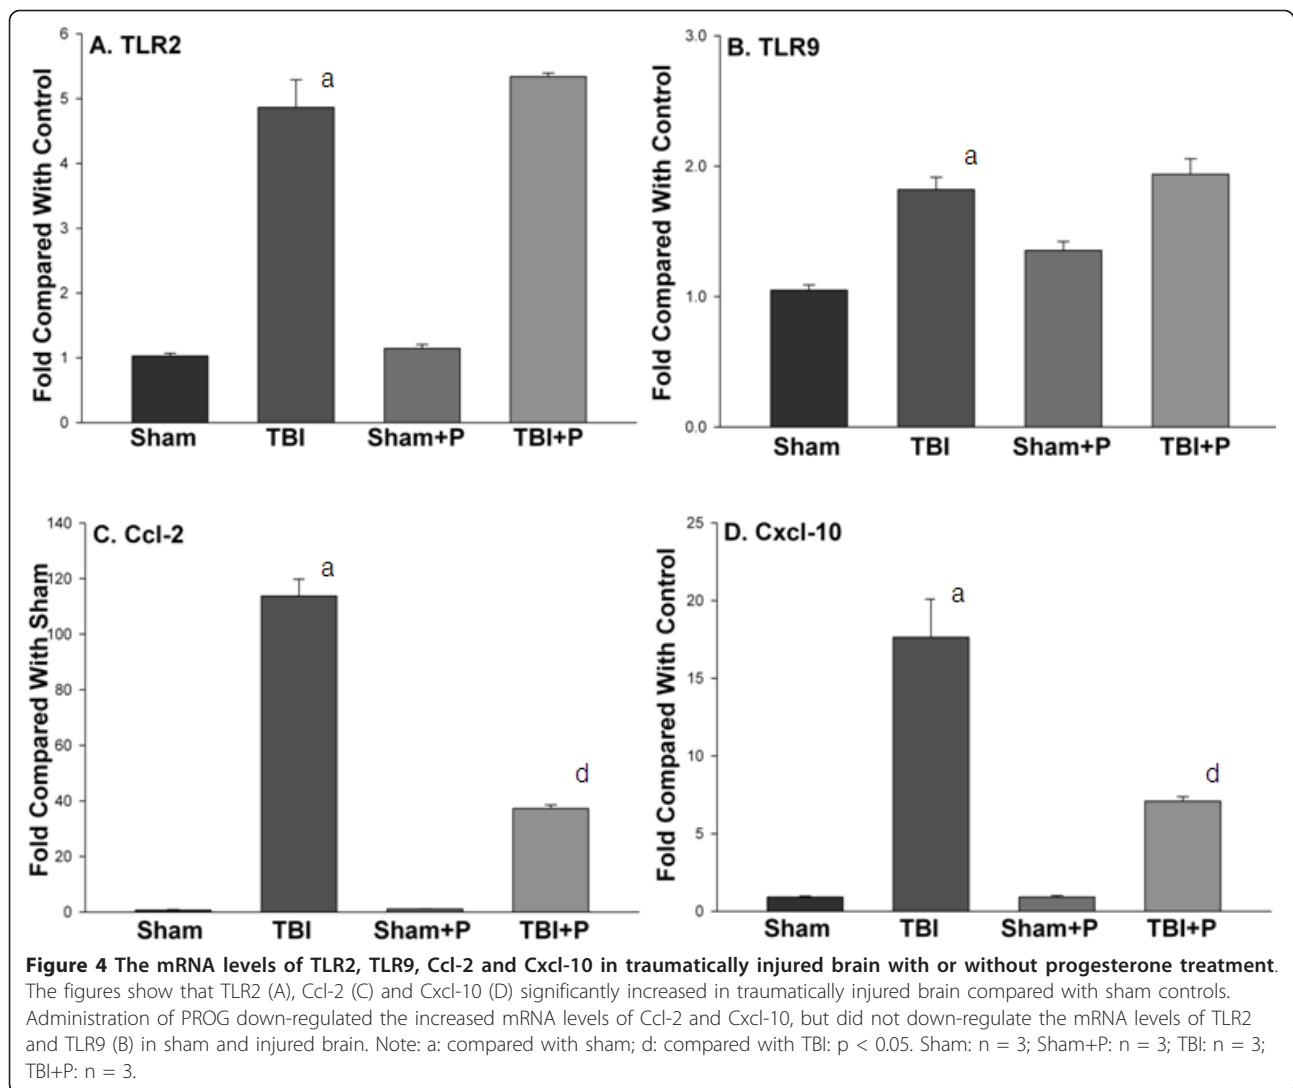 A. TLR2
Fold Compared With Control
6
5
4
3
2
1
0
a
Sham TBI Sham+P TBI+P
B. TLR9
Fold Compared With Control
3.0
2.0
1.0
0.0
a
Sham TBI Sham+P TBI+P
C. Ccl-2
Fold Compared With Sham
140
120
100
80
60
40
20
0
a
d
Sham TBI Sham+P TBI+P
D. Cxcl-10
Fold Compared With Control
25
20
15
10
5
0
a
d
Sham TBI Sham+P TBI+P
Figure 4 The mRNA levels of TLR2, TLR9, Ccl-2 and Cxcl-10 in traumatically injured brain with or without progesterone treatment.
The figures show that TLR2 (A), Ccl-2 (C) and Cxcl-10 (D) significantly increased in traumatically injured brain compared with sham controls.
Administration of PROG down-regulated the increased mRNA levels of Ccl-2 and Cxcl-10, but did not down-regulate the mRNA levels of TLR2
and TLR9 (B) in sham and injured brain. Note: a: compared with sham; d: compared with TBI: p < 0.05. Sham: n = 3; Sham+P: n = 3; TBI: n = 3;
TBI+P: n = 3.